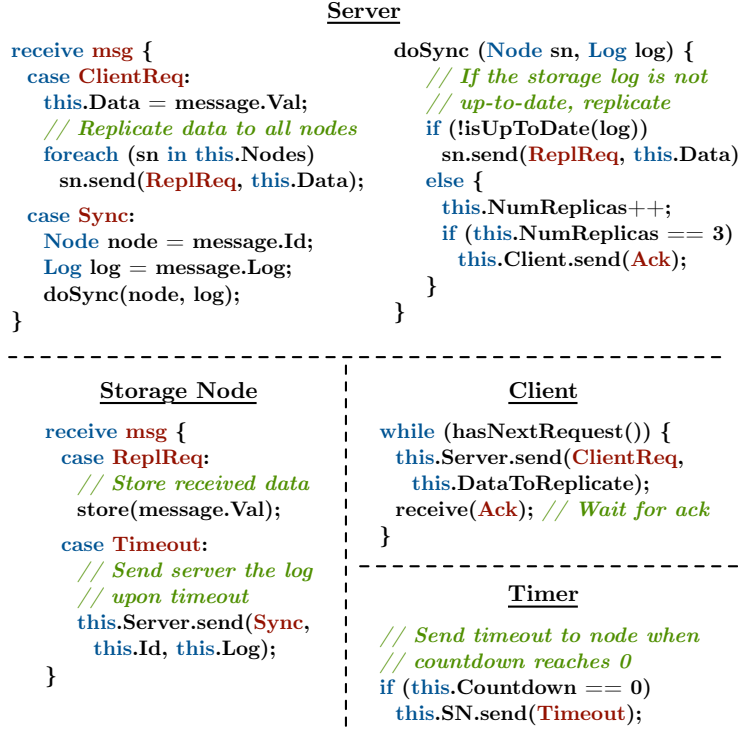 Server
receive msg {
case ClientReq:
this.Data = message.Val;
// Replicate data to all nodes
foreach (sn in this.Nodes)
sn.send(ReplReq, this.Data);
case Sync:
Node node = message.Id;
Log log = message.Log;
doSync(node, log);
}
doSync (Node sn, Log log) {
// If the storage log is not
// up-to-date, replicate
if (!isUpToDate(log))
sn.send(ReplReq, this.Data)
else {
this.NumReplicas++;
if (this.NumReplicas == 3)
this.Client.send(Ack);
}
}
Storage Node
receive msg {
case ReplReq:
// Store received data
store(message.Val);
case Timeout:
// Send server the log
// upon timeout
this.Server.send(Sync,
this.Id, this.Log);
}
Client
while (hasNextRequest()) {
this.Server.send(ClientReq,
this.DataToReplicate);
receive(Ack); // Wait for ack
}
Timer
// Send timeout to node when
// countdown reaches 0
if (this.Countdown == 0)
this.SN.send(Timeout);